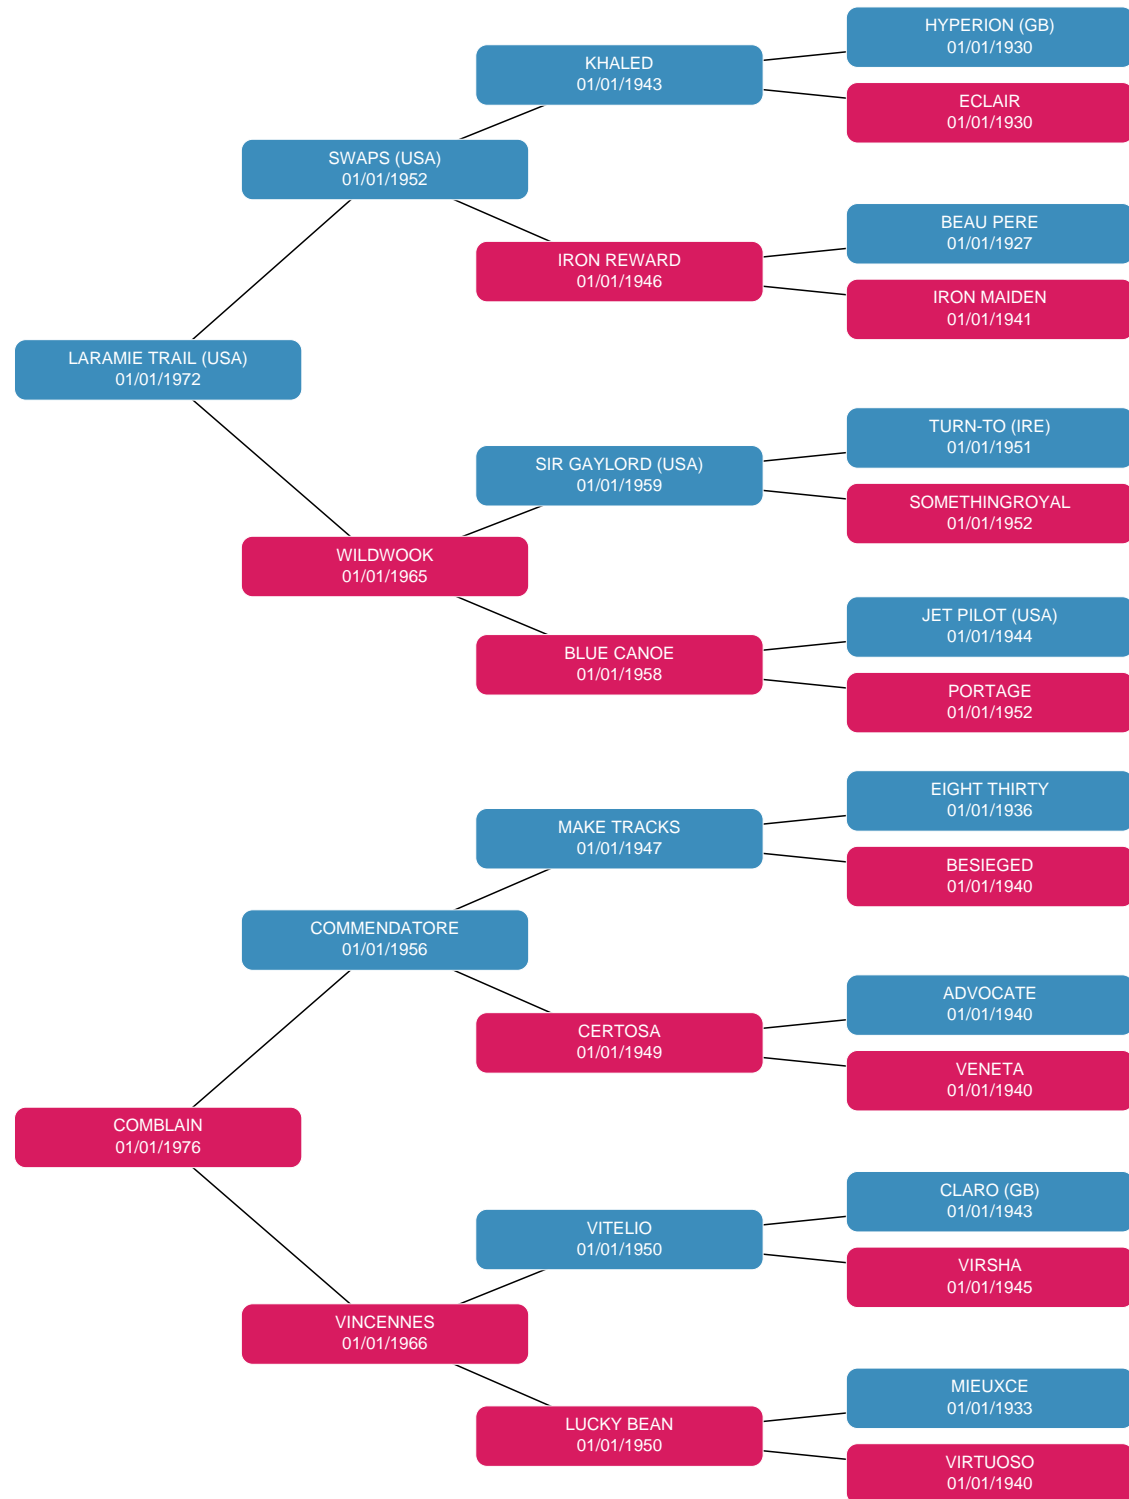 HYPERION (GB)
01/01/1930
KHALED
01/01/1943
ECLAIR
01/01/1930
SWAPS (USA)
01/01/1952
BEAU PERE
01/01/1927
IRON REWARD
01/01/1946
IRON MAIDEN
01/01/1941
LARAMIE TRAIL (USA)
01/01/1972
TURN-TO (IRE)
01/01/1951
SIR GAYLORD (USA)
01/01/1959
SOMETHINGROYAL
01/01/1952
WILDWOOK
01/01/1965
JET PILOT (USA)
01/01/1944
BLUE CANOE
01/01/1958
PORTAGE
01/01/1952
EIGHT THIRTY
01/01/1936
MAKE TRACKS
01/01/1947
BESIEGED
01/01/1940
COMMENDATORE
01/01/1956
ADVOCATE
01/01/1940
CERTOSA
01/01/1949
VENETA
01/01/1940
COMBLAIN
01/01/1976
CLARO (GB)
01/01/1943
VITELIO
01/01/1950
VIRSHA
01/01/1945
VINCENNES
01/01/1966
MIEUXCE
01/01/1933
LUCKY BEAN
01/01/1950
VIRTUOSO
01/01/1940